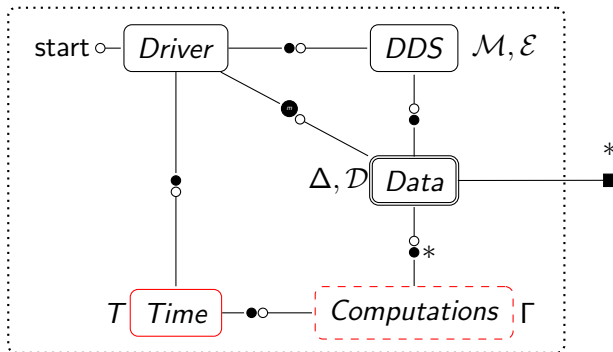 start Driver DDS ℳ, ℰ
m
*
Δ, 𝒟 Data
*
T Time Computations Γ